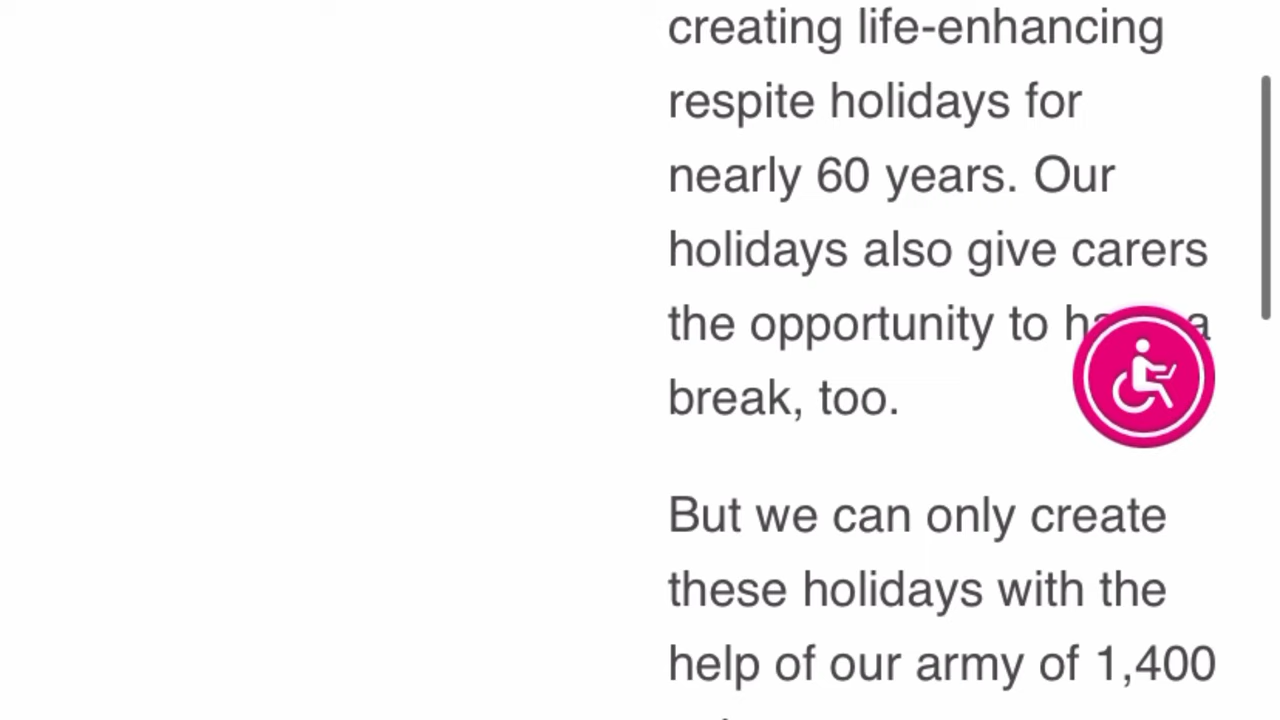 creating life-enhancing
respite holidays for
nearly 60 years. Our
holidays also give carers
the opportunity to a
break, too.
But we can only create
these holidays with the
help of our army of 1,400